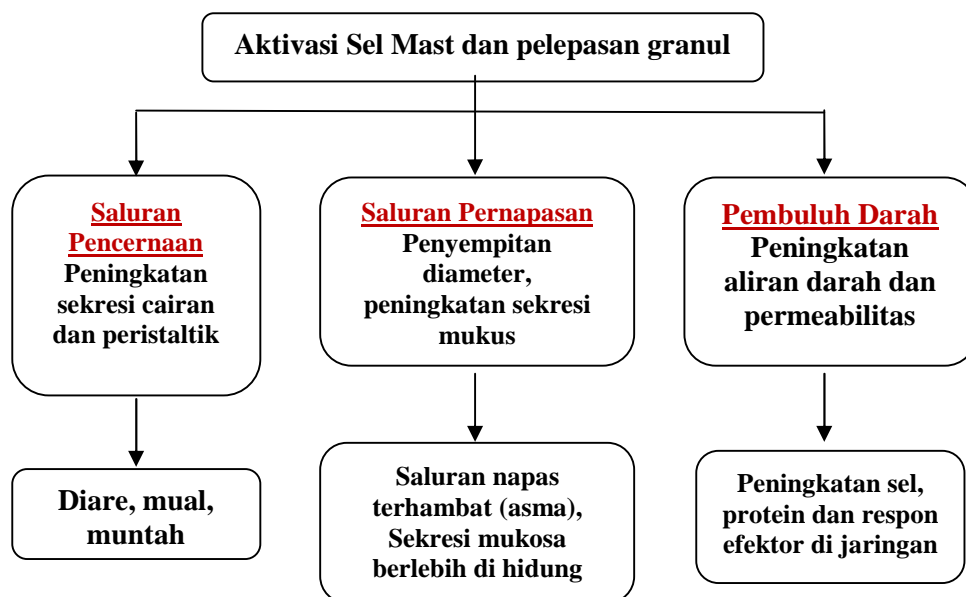 Aktivasi Sel Mast dan pelepasan granul
Saluran
Pencernaan
Peningkatan
sekresi cairan
dan peristaltik
Saluran Pernapasan
Penyempitan
diameter,
peningkatan sekresi
mukus
Pembuluh Darah
Peningkatan
aliran darah dan
permeabilitas
Diare, mual,
muntah
Saluran napas
terhambat (asma),
Sekresi mukosa
berlebih di hidung
Peningkatan sel,
protein dan respon
efektor di jaringan